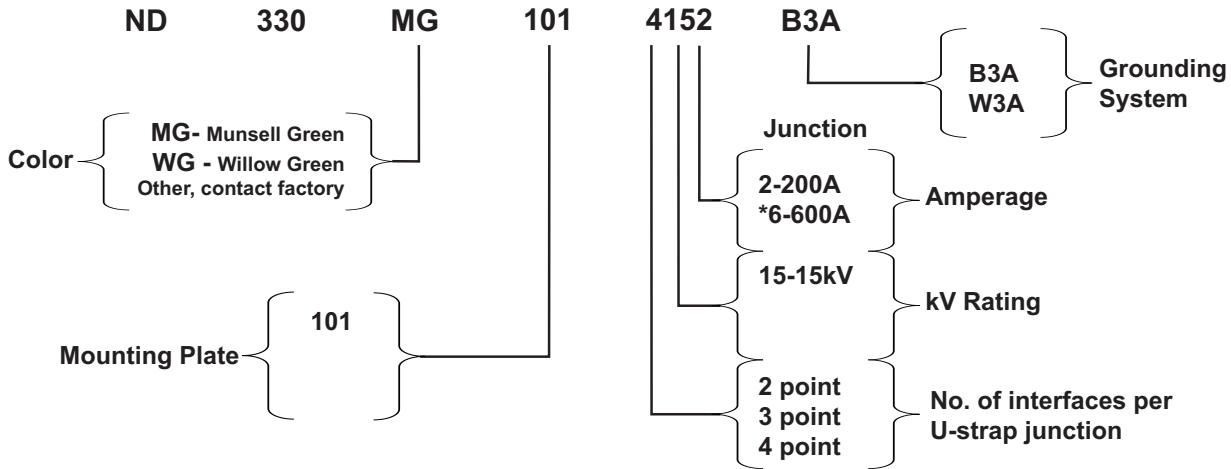 ND 330 MG 101 4152 B3A
B3A
W3A
Grounding
System
Junction
MG- Munsell Green
WG - Willow Green
Other, contact factory
Color
2-200A
*6-600A
Amperage
15-15kV
kV Rating
101
Mounting Plate
2 point
3 point
4 point
No. of interfaces per
U-strap junction